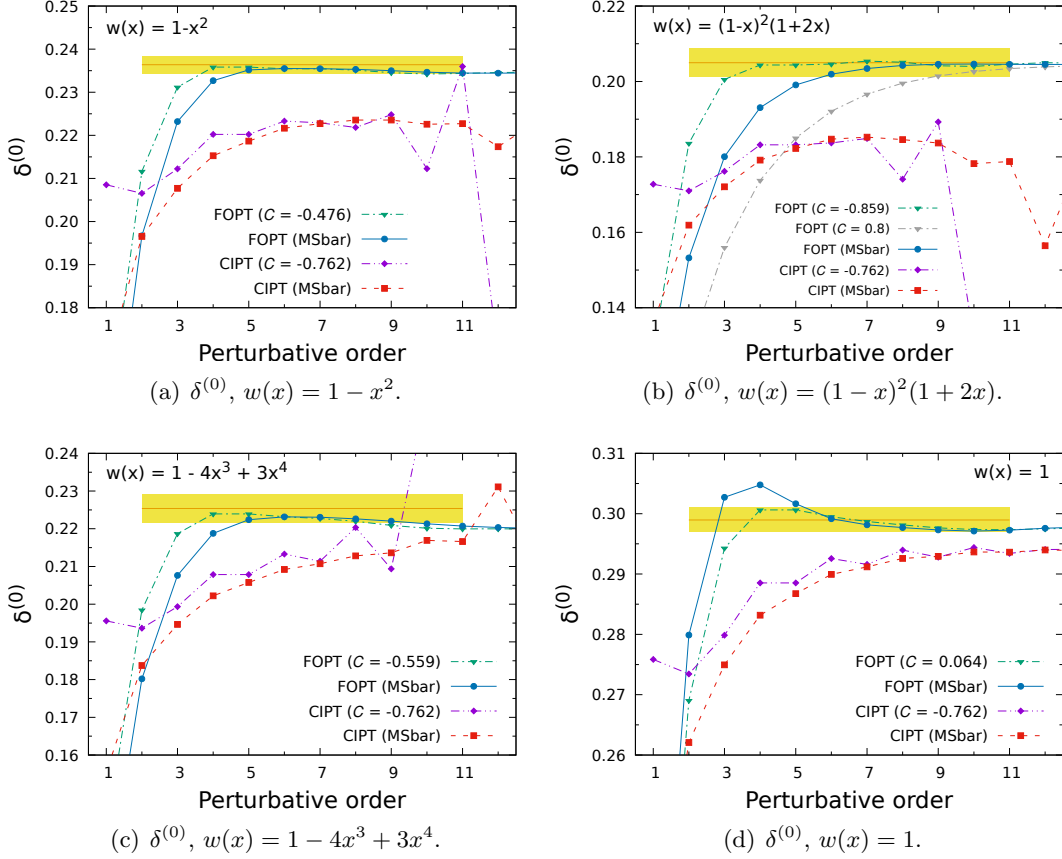 w(x) = 1-x²
δ⁽⁰⁾
0.25
0.24
0.23
0.22
0.21
0.20
0.19
0.18
FOPT (C = -0.476)
FOPT (MSbar)
CIPT (C = -0.762)
CIPT (MSbar)
1 3 5 7 9 11
Perturbative order
(a) δ⁽⁰⁾, w(x) = 1 − x².
w(x) = (1-x)²(1+2x)
δ⁽⁰⁾
0.22
0.20
0.18
0.16
0.14
FOPT (C = -0.859)
FOPT (C = 0.8)
FOPT (MSbar)
CIPT (C = -0.762)
CIPT (MSbar)
1 3 5 7 9 11
Perturbative order
(b) δ⁽⁰⁾, w(x) = (1 − x)²(1 + 2x).
w(x) = 1 - 4x³ + 3x⁴
δ⁽⁰⁾
0.24
0.23
0.22
0.21
0.20
0.19
0.18
0.17
0.16
FOPT (C = -0.559)
FOPT (MSbar)
CIPT (C = -0.762)
CIPT (MSbar)
1 3 5 7 9 11
Perturbative order
(c) δ⁽⁰⁾, w(x) = 1 − 4x³ + 3x⁴.
w(x) = 1
δ⁽⁰⁾
0.31
0.30
0.29
0.28
0.27
0.26
FOPT (C = 0.064)
FOPT (MSbar)
CIPT (C = -0.762)
CIPT (MSbar)
1 3 5 7 9 11
Perturbative order
(d) δ⁽⁰⁾, w(x) = 1.